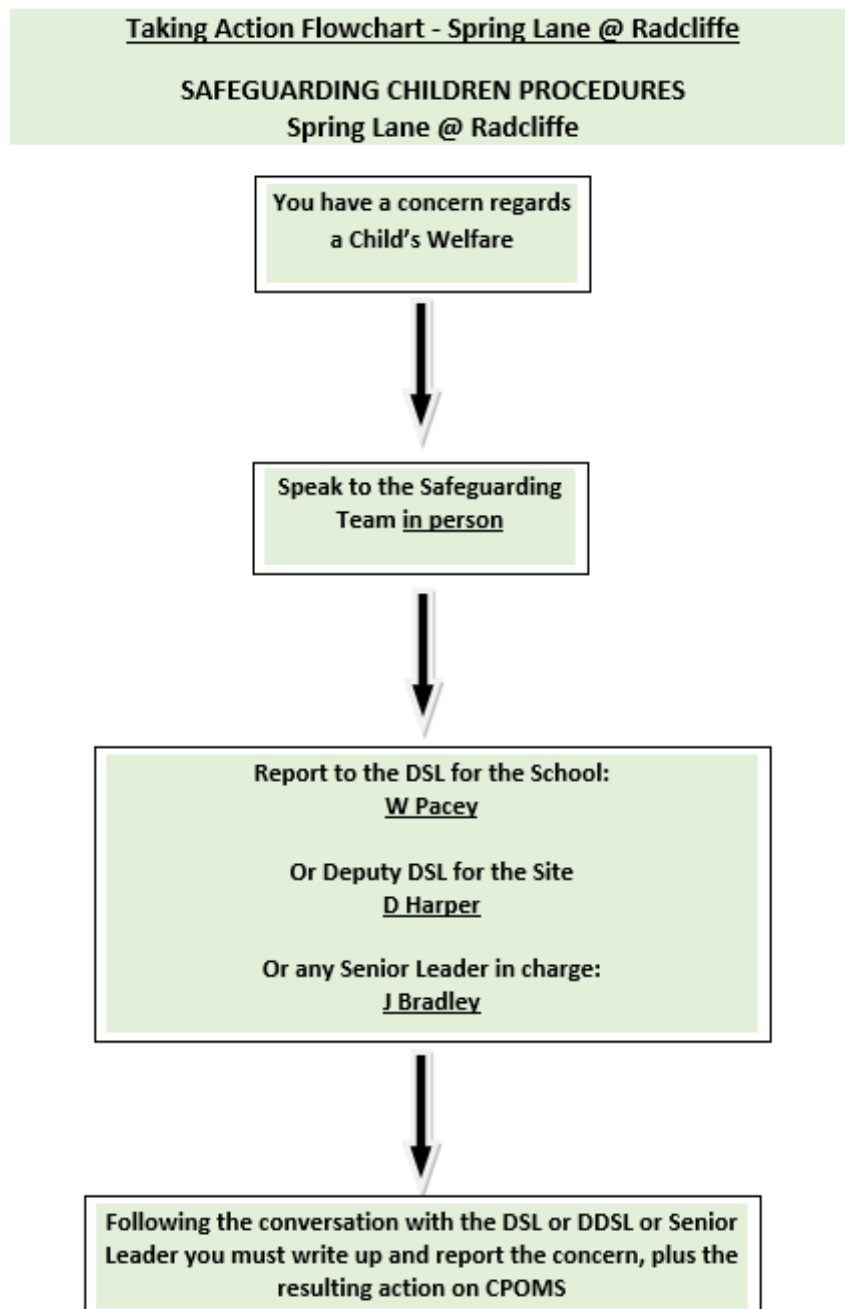 Taking Action Flowchart - Spring Lane @ Radcliffe
SAFEGUARDING CHILDREN PROCEDURES
Spring Lane @ Radcliffe
You have a concern regards
a Child's Welfare
Speak to the Safeguarding
Team in person
Report to the DSL for the School:
W Pacey
Or Deputy DSL for the Site
D Harper
Or any Senior Leader in charge:
J Bradley
Following the conversation with the DSL or DDSL or Senior
Leader you must write up and report the concern, plus the
resulting action on CPOMS